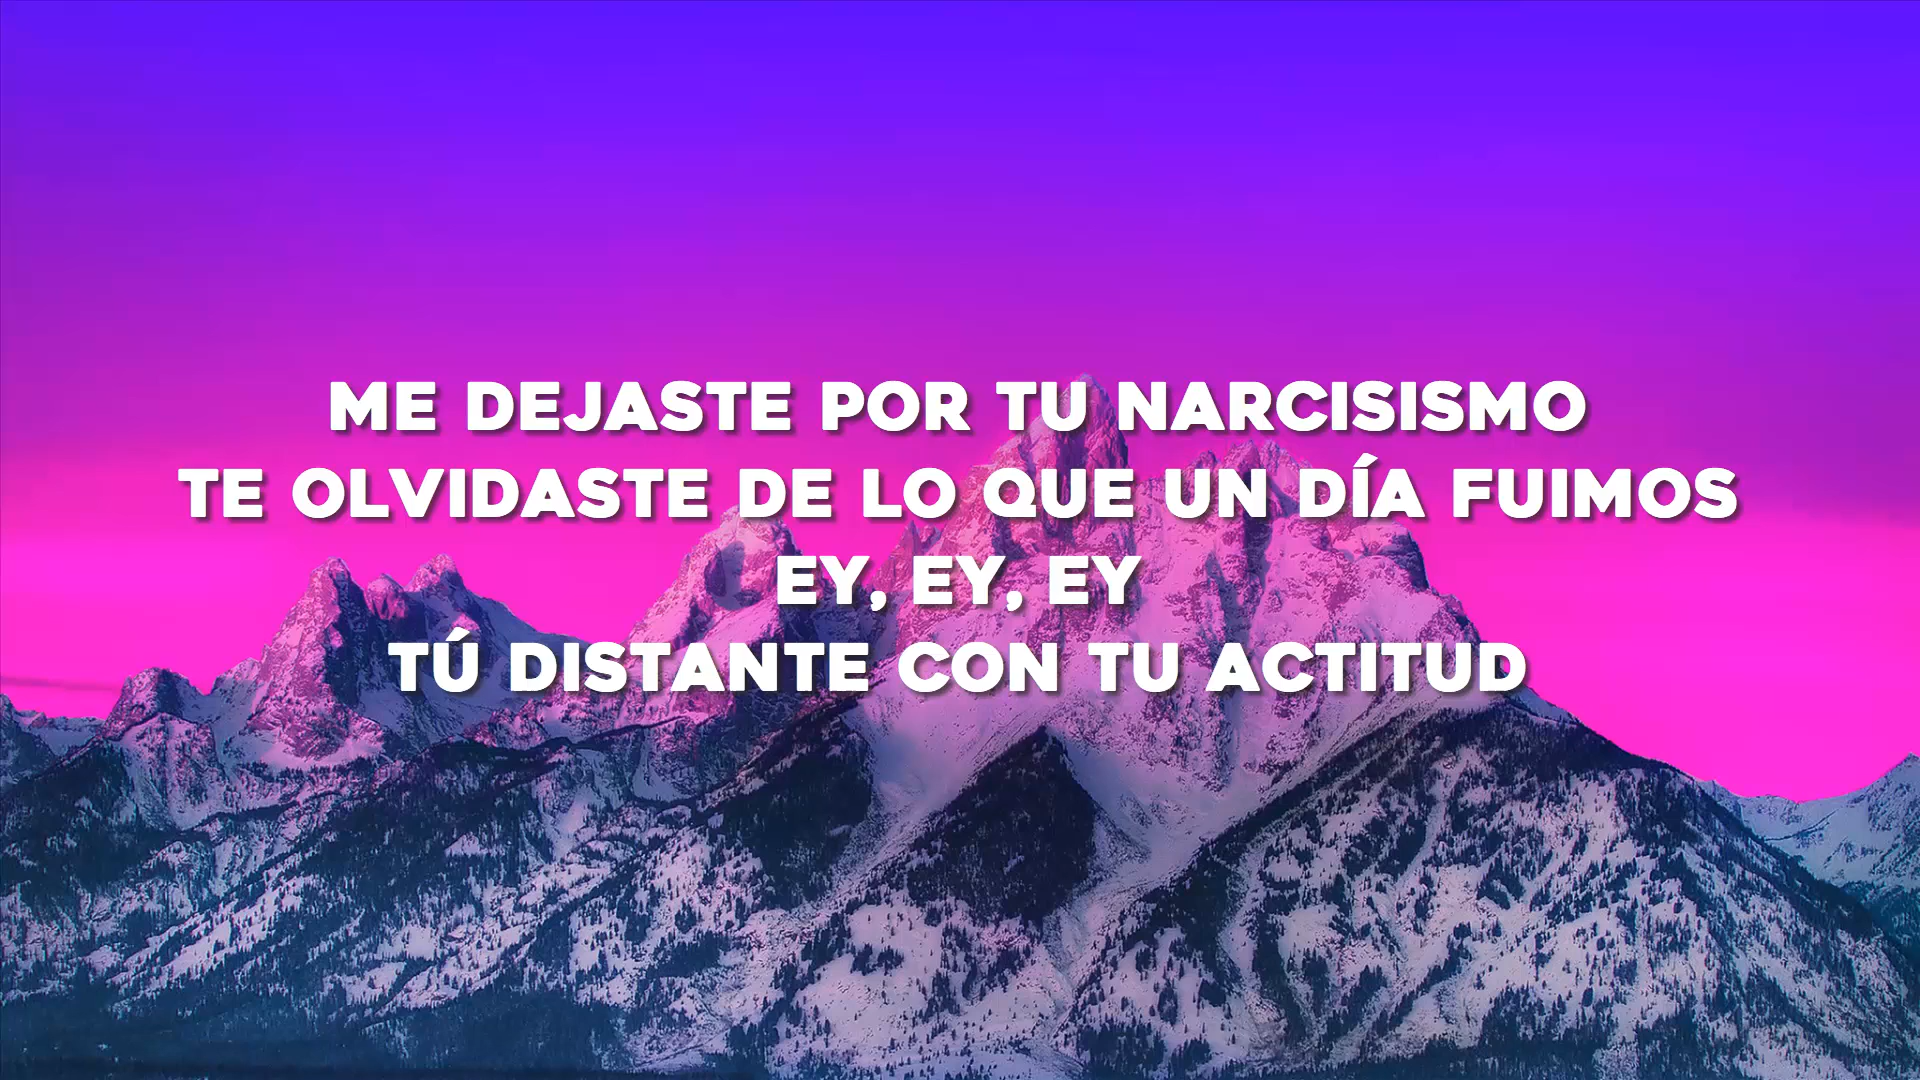 ME DEJASTE POR TU NARCISISMO
TE OLVIDASTE DE LO QUE UN DÍA FUIMOS
EY, EY, EY
TÚ DISTANTE CON TU ACTITUD